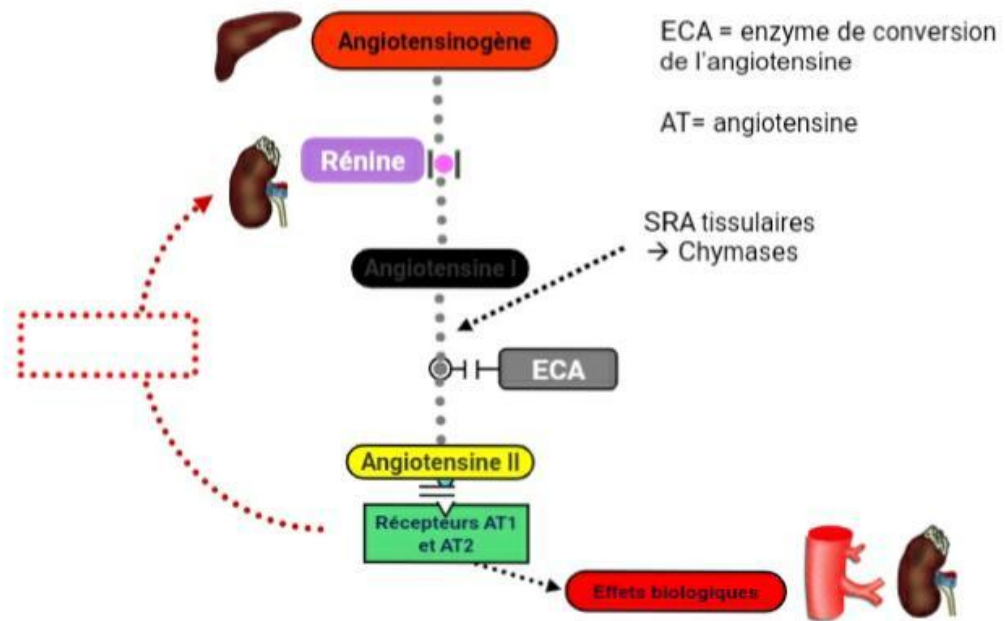 Angiotensinogène
ECA = enzyme de conversion
de l'angiotensine
AT= angiotensine
Rénine
SRA tissulaires
→ Chymases
Angiotensine I
ECA
Angiotensine II
Récepteurs AT1
et AT2
Effets biologiques